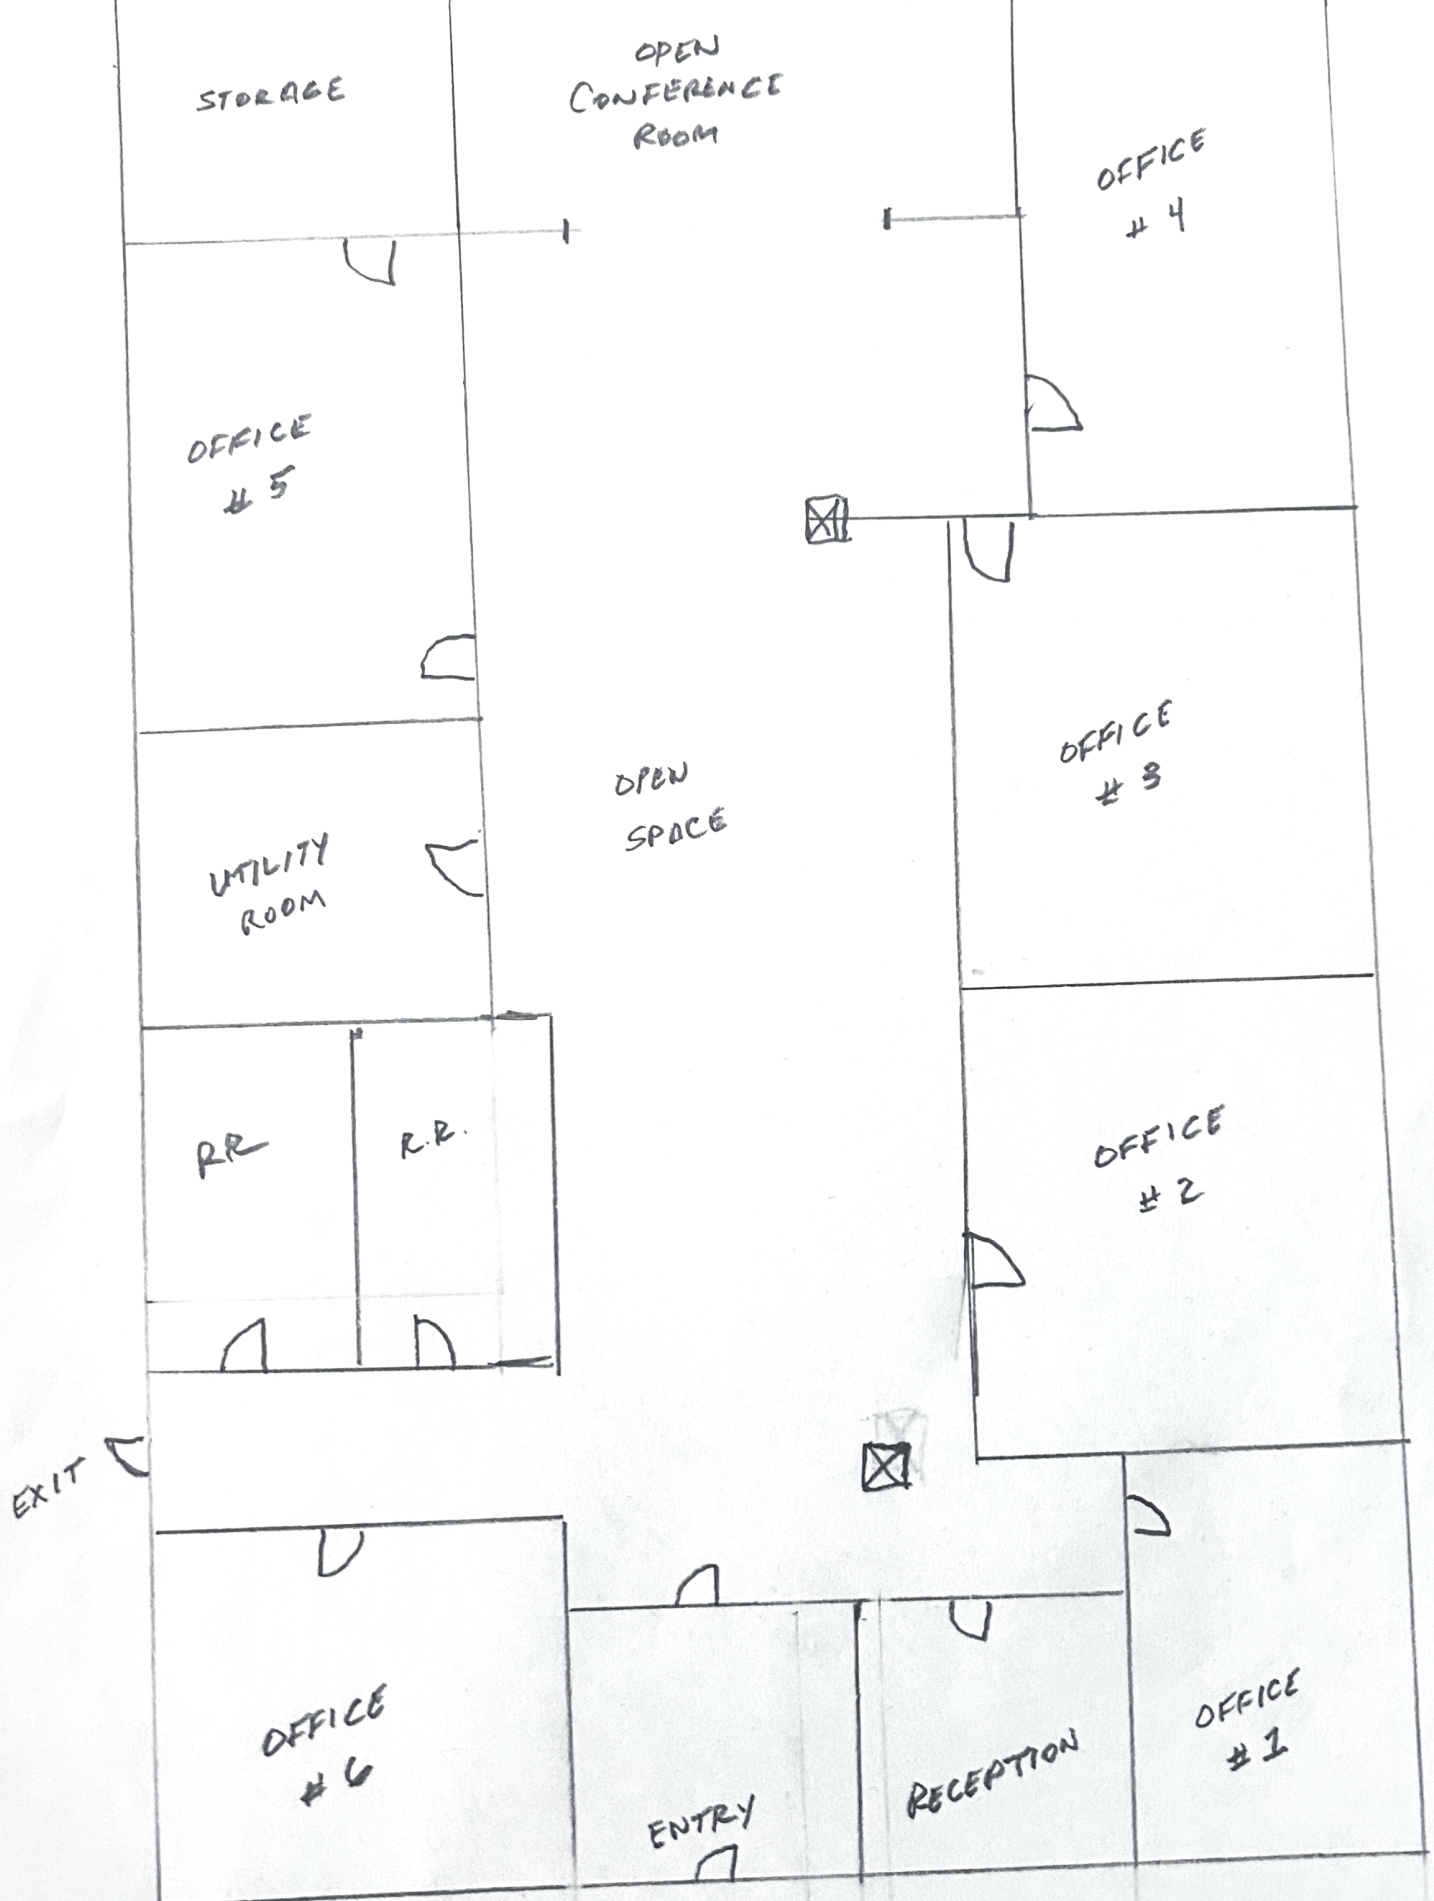 STORAGE
OPEN
CONFERENCE
ROOM
OFFICE
# 4
OFFICE
# 5
OFFICE
# 3
OPEN
SPACE
UTILITY
ROOM
RR
R.R.
OFFICE
# 2
EXIT
OFFICE
# 6
ENTRY
RECEPTION
OFFICE
# 1